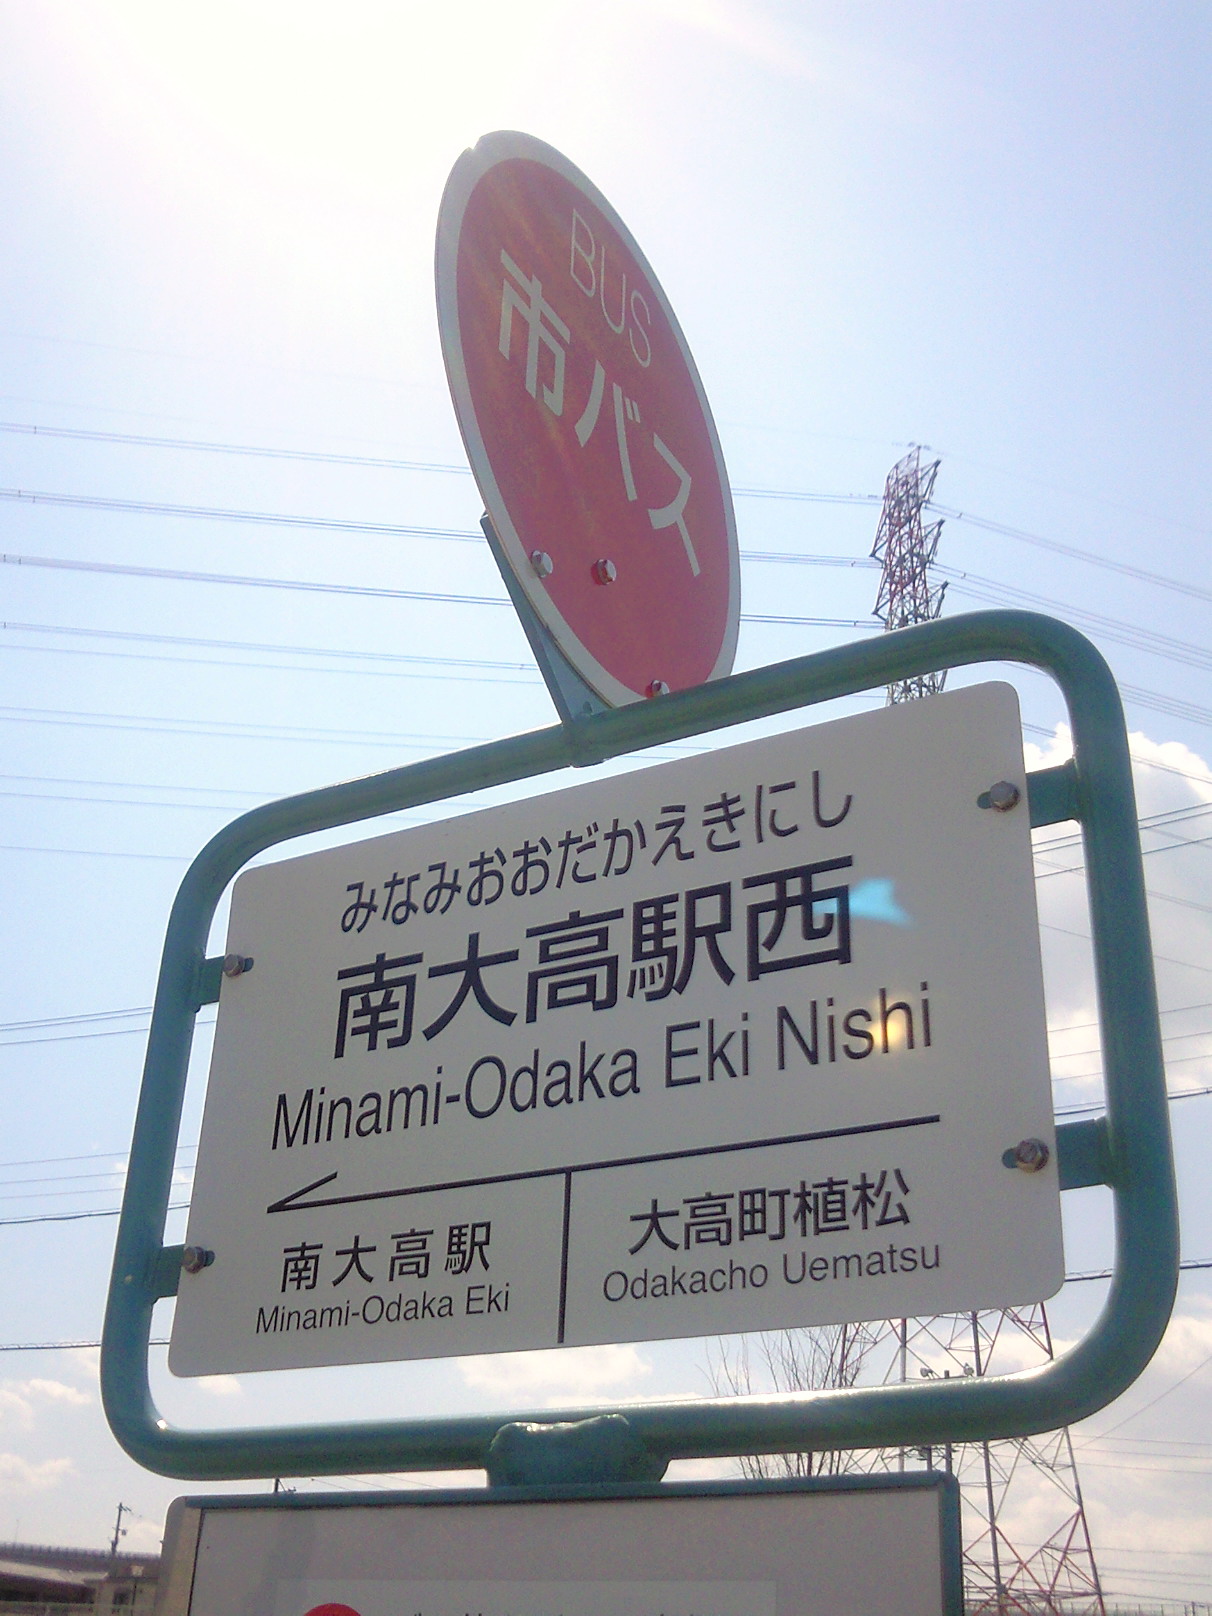 BUS
市バス
みなみおおだかえきにし
南大高駅西
Minami-Odaka Eki Nishi
南大高駅
Minami-Odaka Eki
大高町植松
Odakacho Uematsu